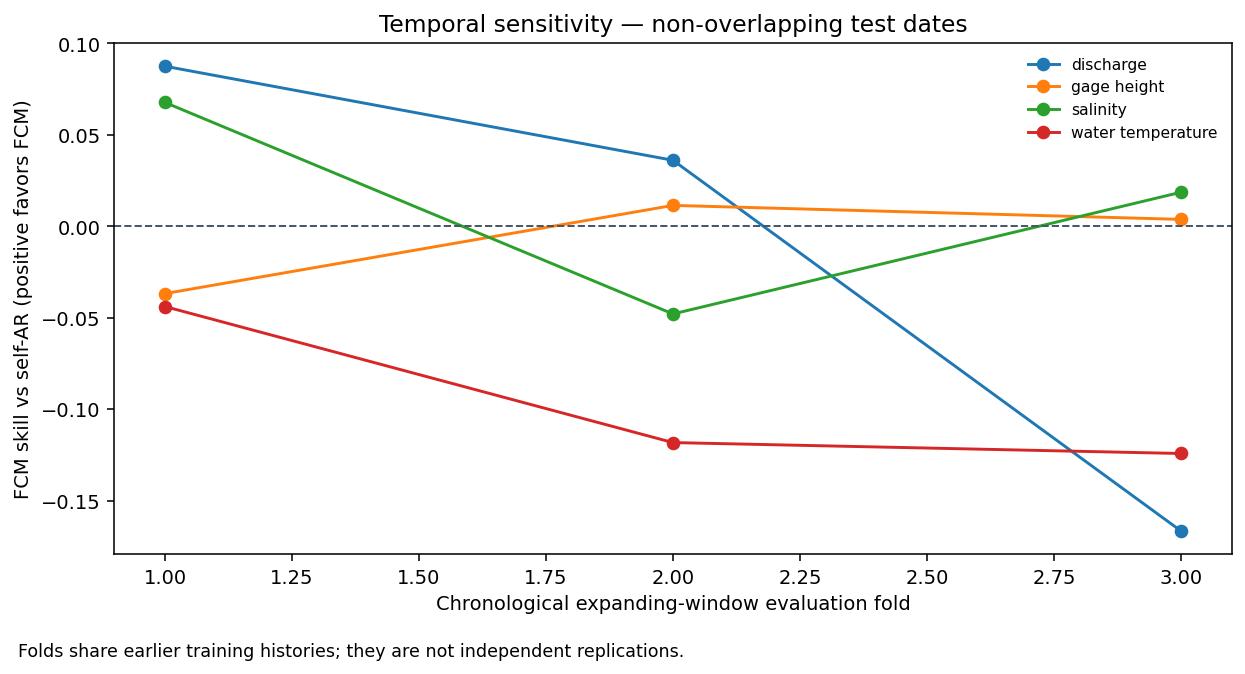 Temporal sensitivity — non-overlapping test dates
FCM skill vs self-AR (positive favors FCM)
0.10
0.05
0.00
−0.05
−0.10
−0.15
discharge
gage height
salinity
water temperature
1.00 1.25 1.50 1.75 2.00 2.25 2.50 2.75 3.00
Chronological expanding-window evaluation fold
Folds share earlier training histories; they are not independent replications.